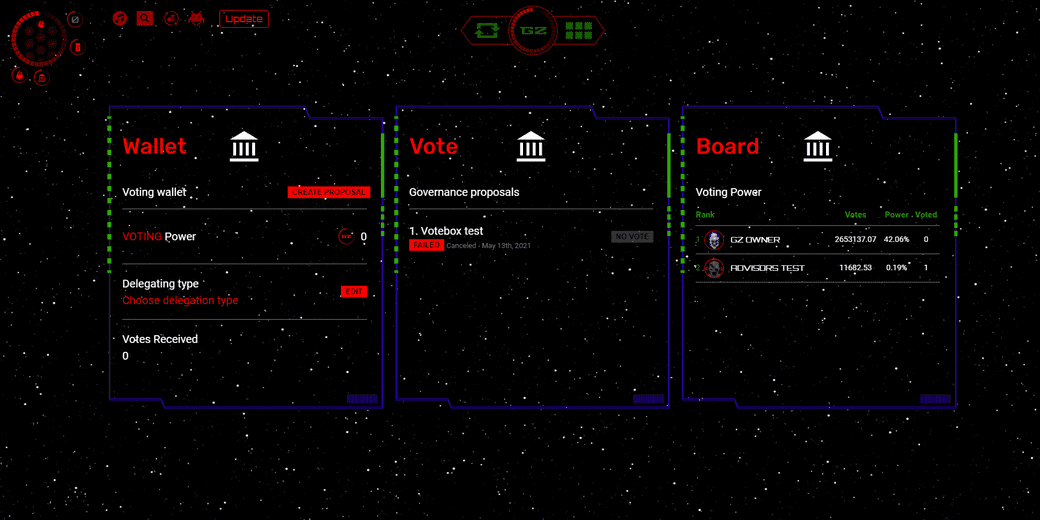 Update
GZ
Wallet
Voting wallet
CREATE PROPOSAL
VOTING Power
0
Delegating type
EDIT
Choose delegation type
Votes Received
0
Vote
Governance proposals
1. Votebox test
NO VOTE
FAILED Canceled - May 13th, 2021
Board
Voting Power
Rank Votes Power Voted
1 GZ OWNER 2653137.07 42.06% 0
2 ADVISORS TEST 11682.53 0.19% 1